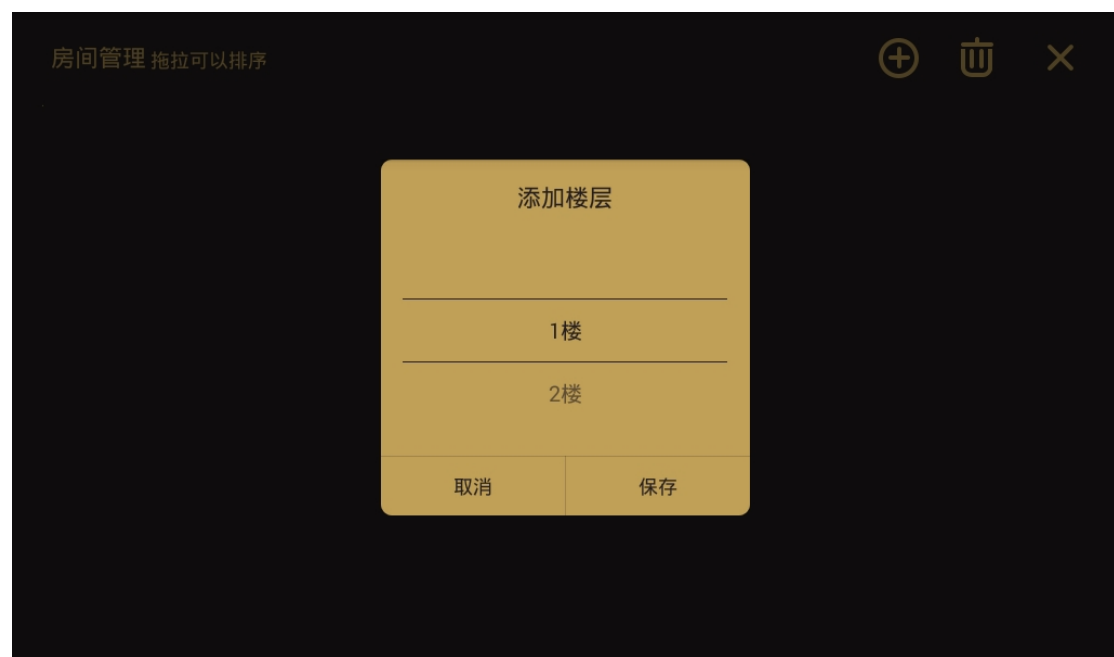 房间管理 拖拉可以排序
添加楼层
1楼
2楼
取消 保存